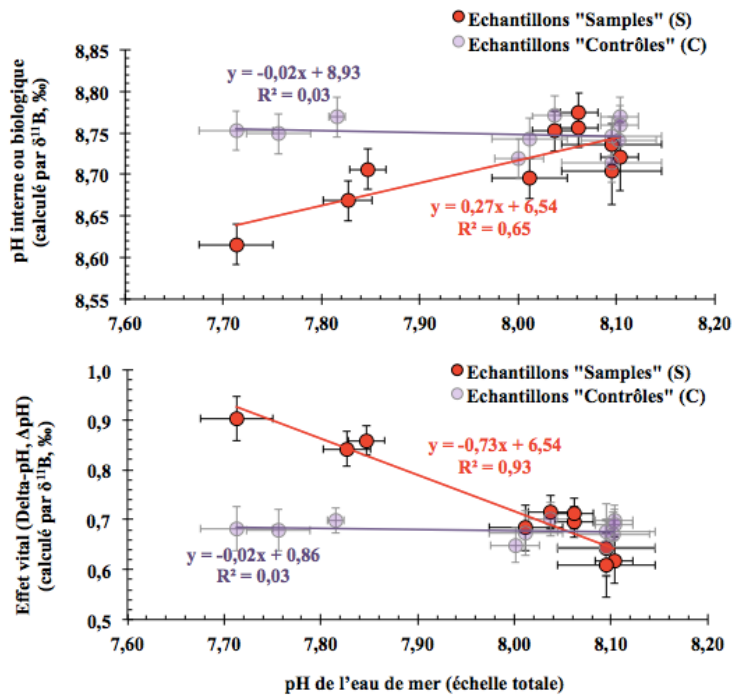 Echantillons "Samples" (S)
Echantillons "Contrôles" (C)
pH interne ou biologique
(calculé par δ¹¹B, ‰)
8,85
8,80
8,75
8,70
8,65
8,60
8,55
y = -0,02x + 8,93
R² = 0,03
y = 0,27x + 6,54
R² = 0,65
7,60
7,70
7,80
7,90
8,00
8,10
8,20
Echantillons "Samples" (S)
Echantillons "Contrôles" (C)
Effet vital (Delta-pH, ΔpH)
(calculé par δ¹¹B, ‰)
1,0
0,9
0,8
0,7
0,6
0,5
y = -0,73x + 6,54
R² = 0,93
y = -0,02x + 0,86
R² = 0,03
7,60
7,70
7,80
7,90
8,00
8,10
8,20
pH de l'eau de mer (échelle totale)